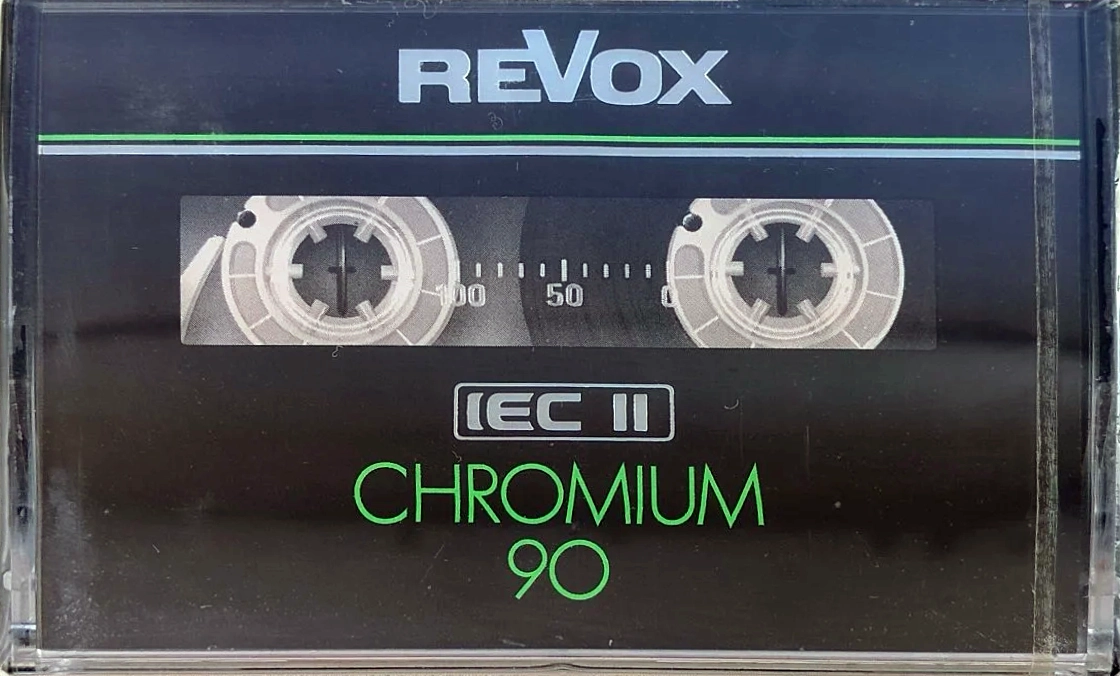 REVOX
100 50 0
IEC II
CHROMIUM
90